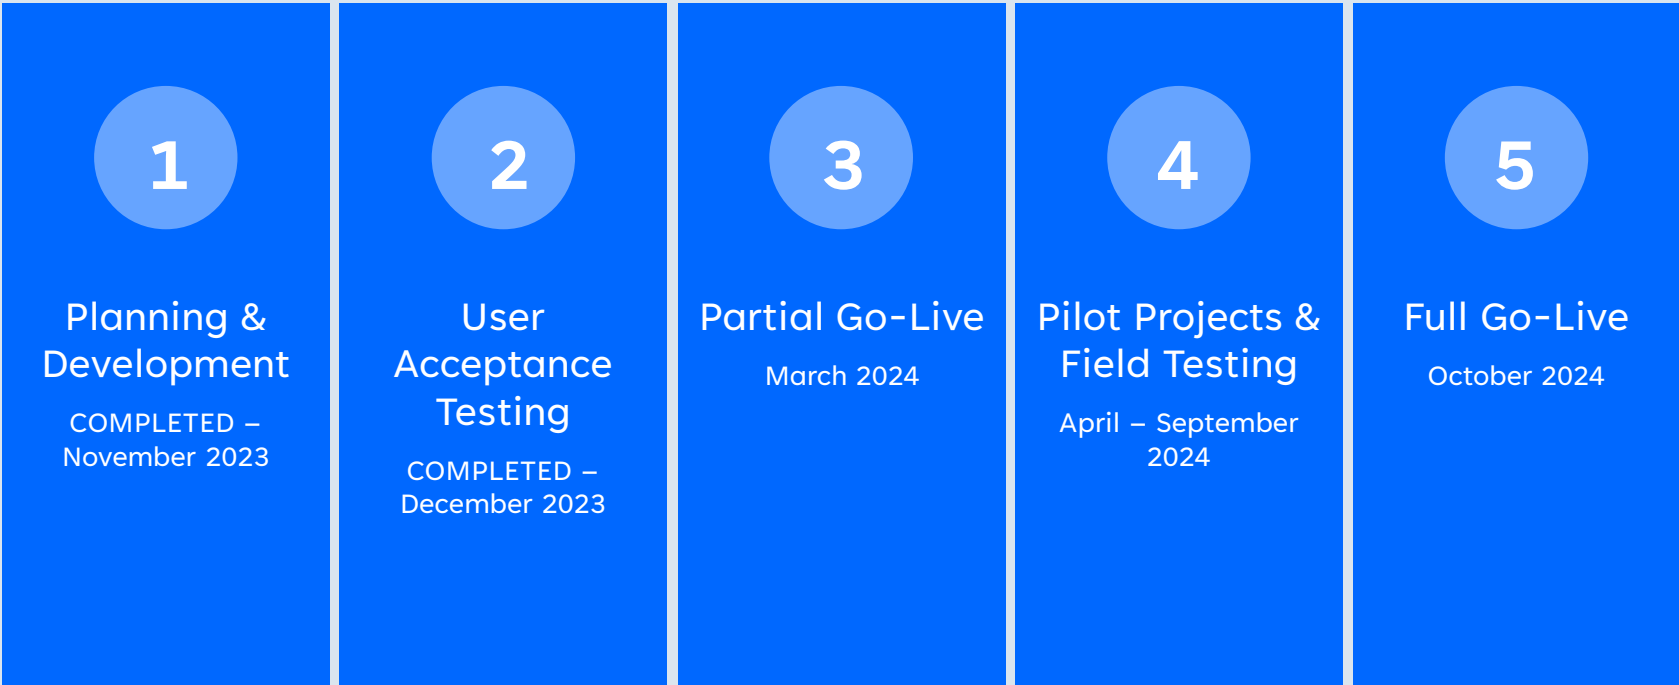 1
Planning &
Development
COMPLETED –
November 2023
2
User
Acceptance
Testing
COMPLETED –
December 2023
3
Partial Go-Live
March 2024
4
Pilot Projects &
Field Testing
April – September
2024
5
Full Go-Live
October 2024